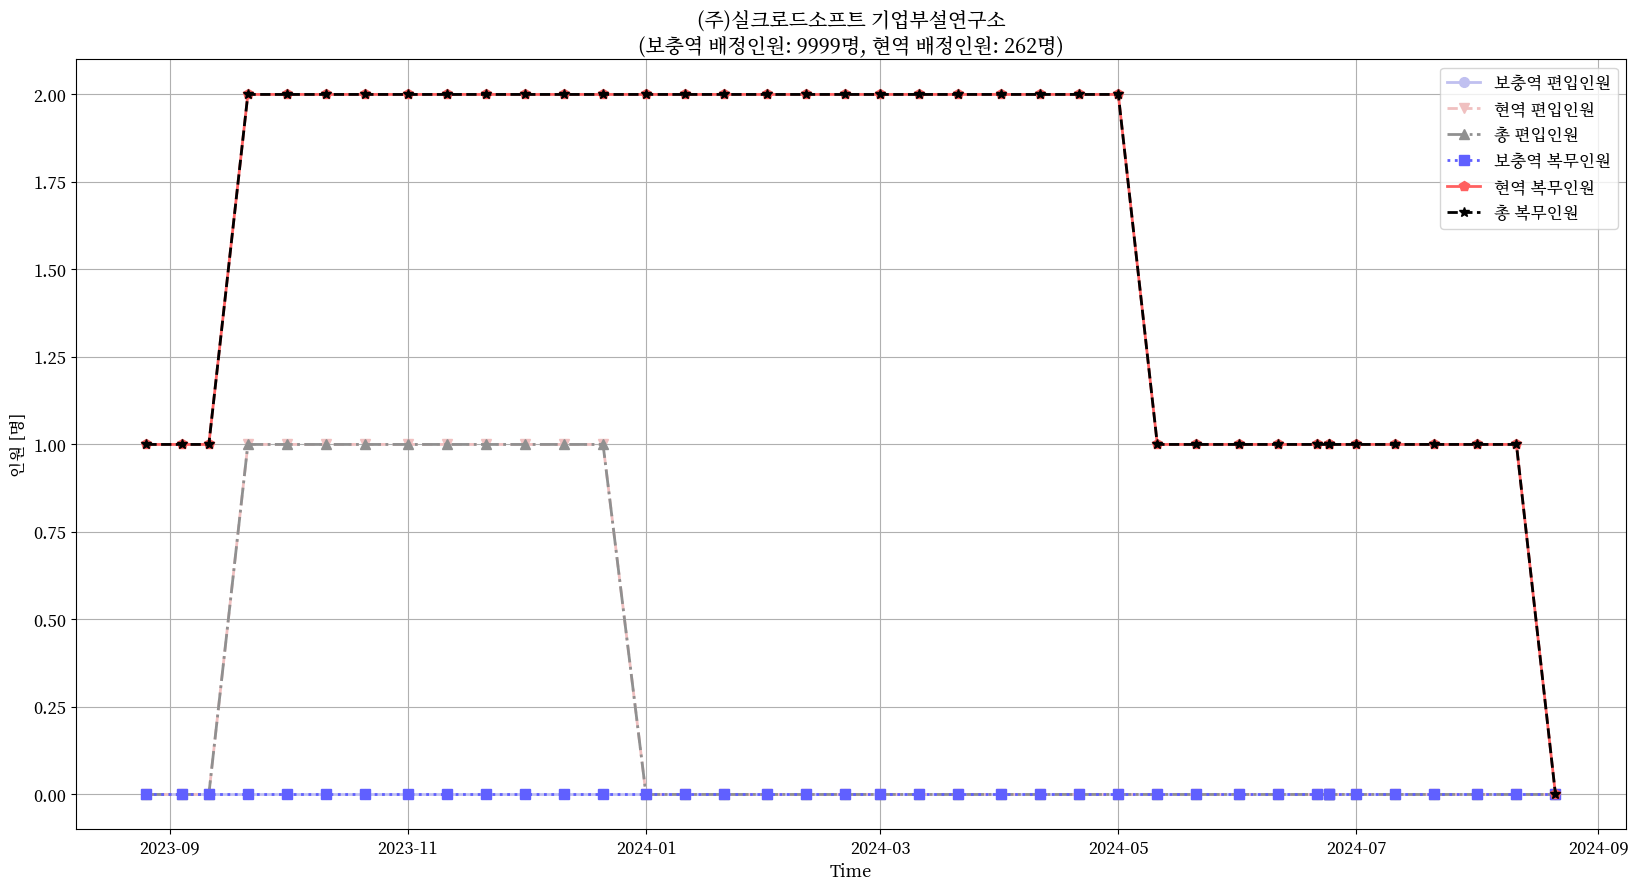 (주)실크로드소프트 기업부설연구소
(보충역 배정인원: 9999명, 현역 배정인원: 262명)
보충역 편입인원
현역 편입인원
총 편입인원
보충역 복무인원
현역 복무인원
총 복무인원
인원 [명]
2.00
1.75
1.50
1.25
1.00
0.75
0.50
0.25
0.00
2023-09
2023-11
2024-01
2024-03
2024-05
2024-07
2024-09
Time